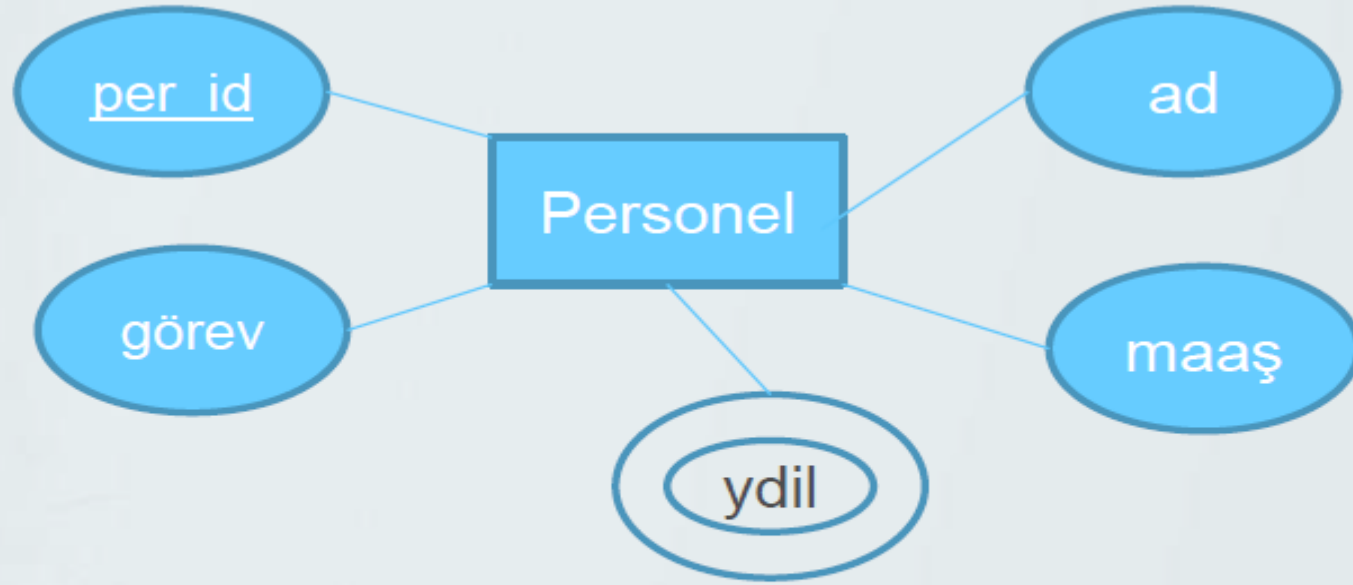 per_id
ad
Personel
görev
maaş
ydil